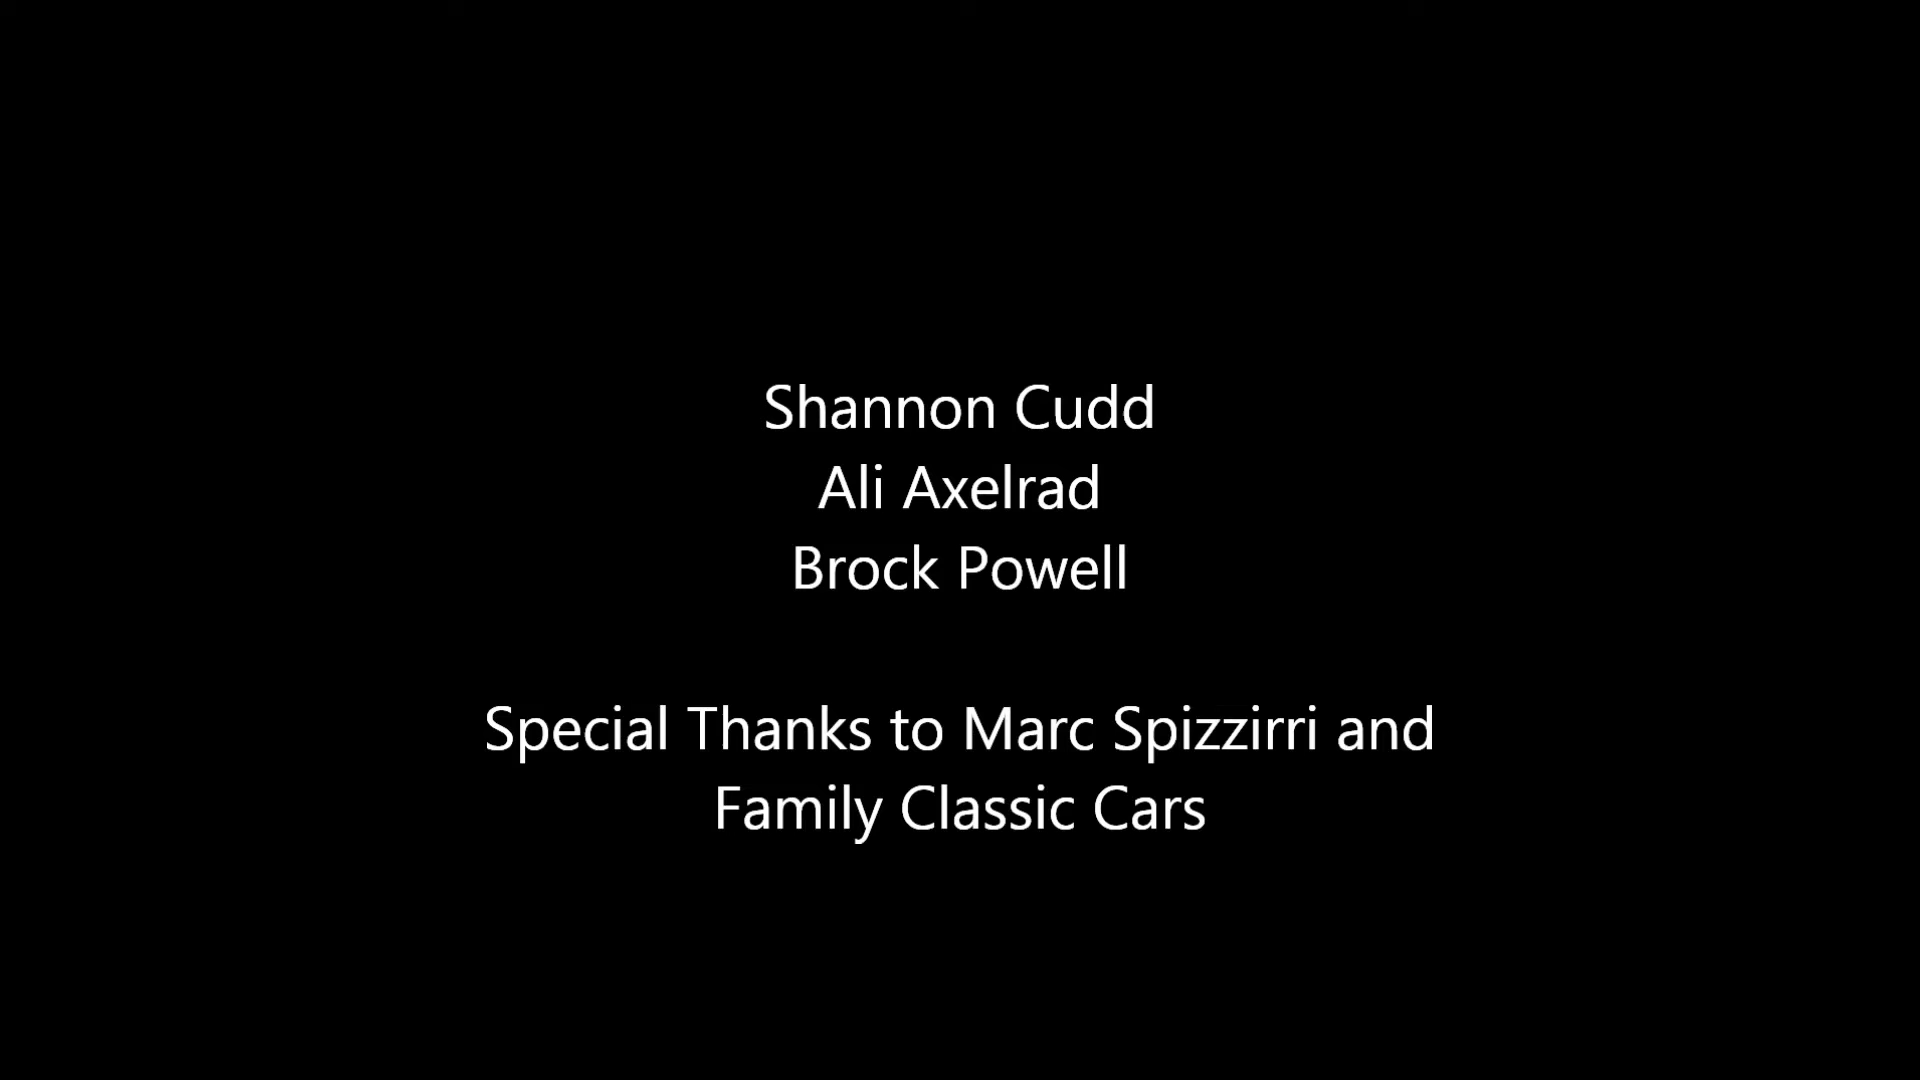 Shannon Cudd
Ali Axelrad
Brock Powell
Special Thanks to Marc Spizzirri and
Family Classic Cars